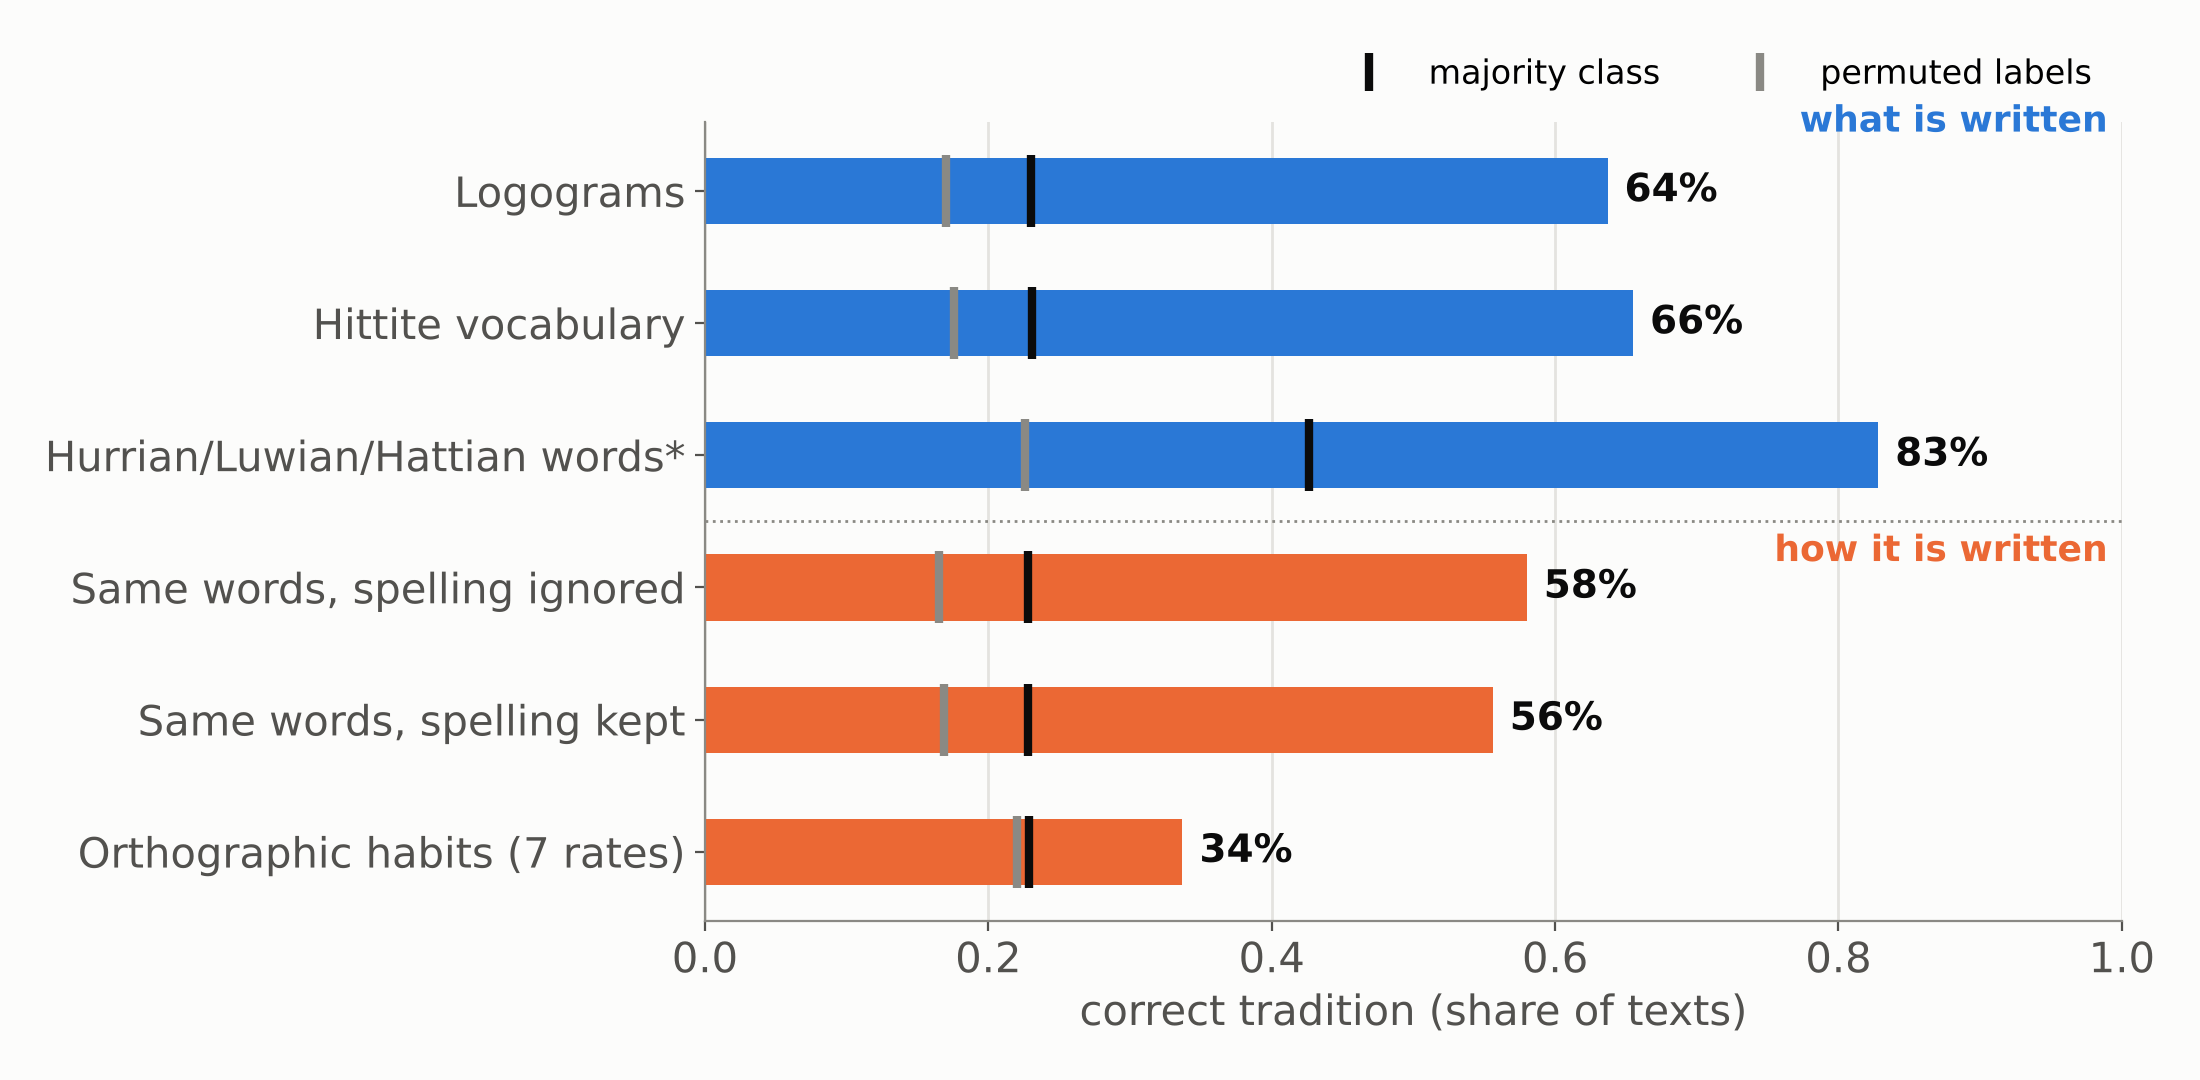 majority class permuted labels
what is written
Logograms 64%
Hittite vocabulary 66%
Hurrian/Luwian/Hattian words* 83%
how it is written
Same words, spelling ignored 58%
Same words, spelling kept 56%
Orthographic habits (7 rates) 34%
0.0 0.2 0.4 0.6 0.8 1.0
correct tradition (share of texts)